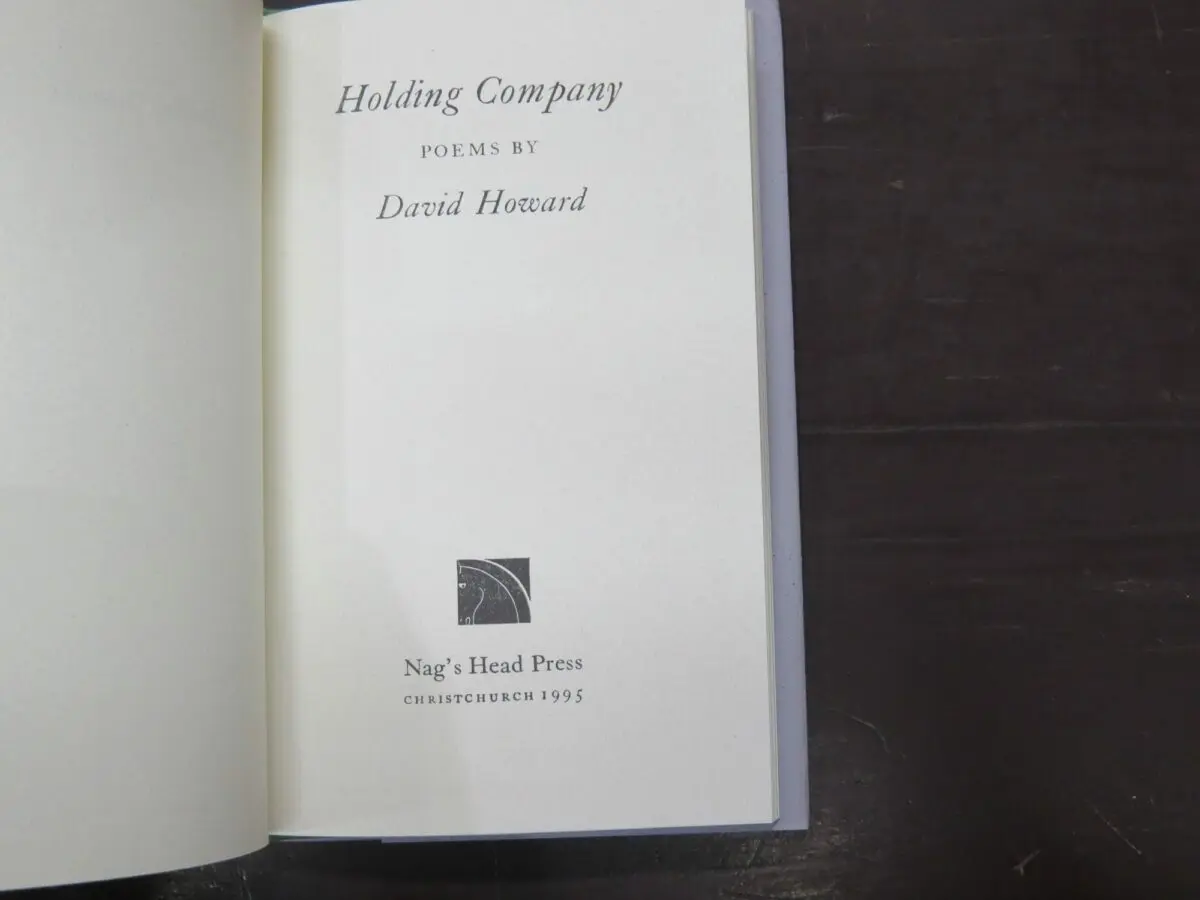 Holding Company
POEMS BY
David Howard
Nag's Head Press
CHRISTCHURCH 1995